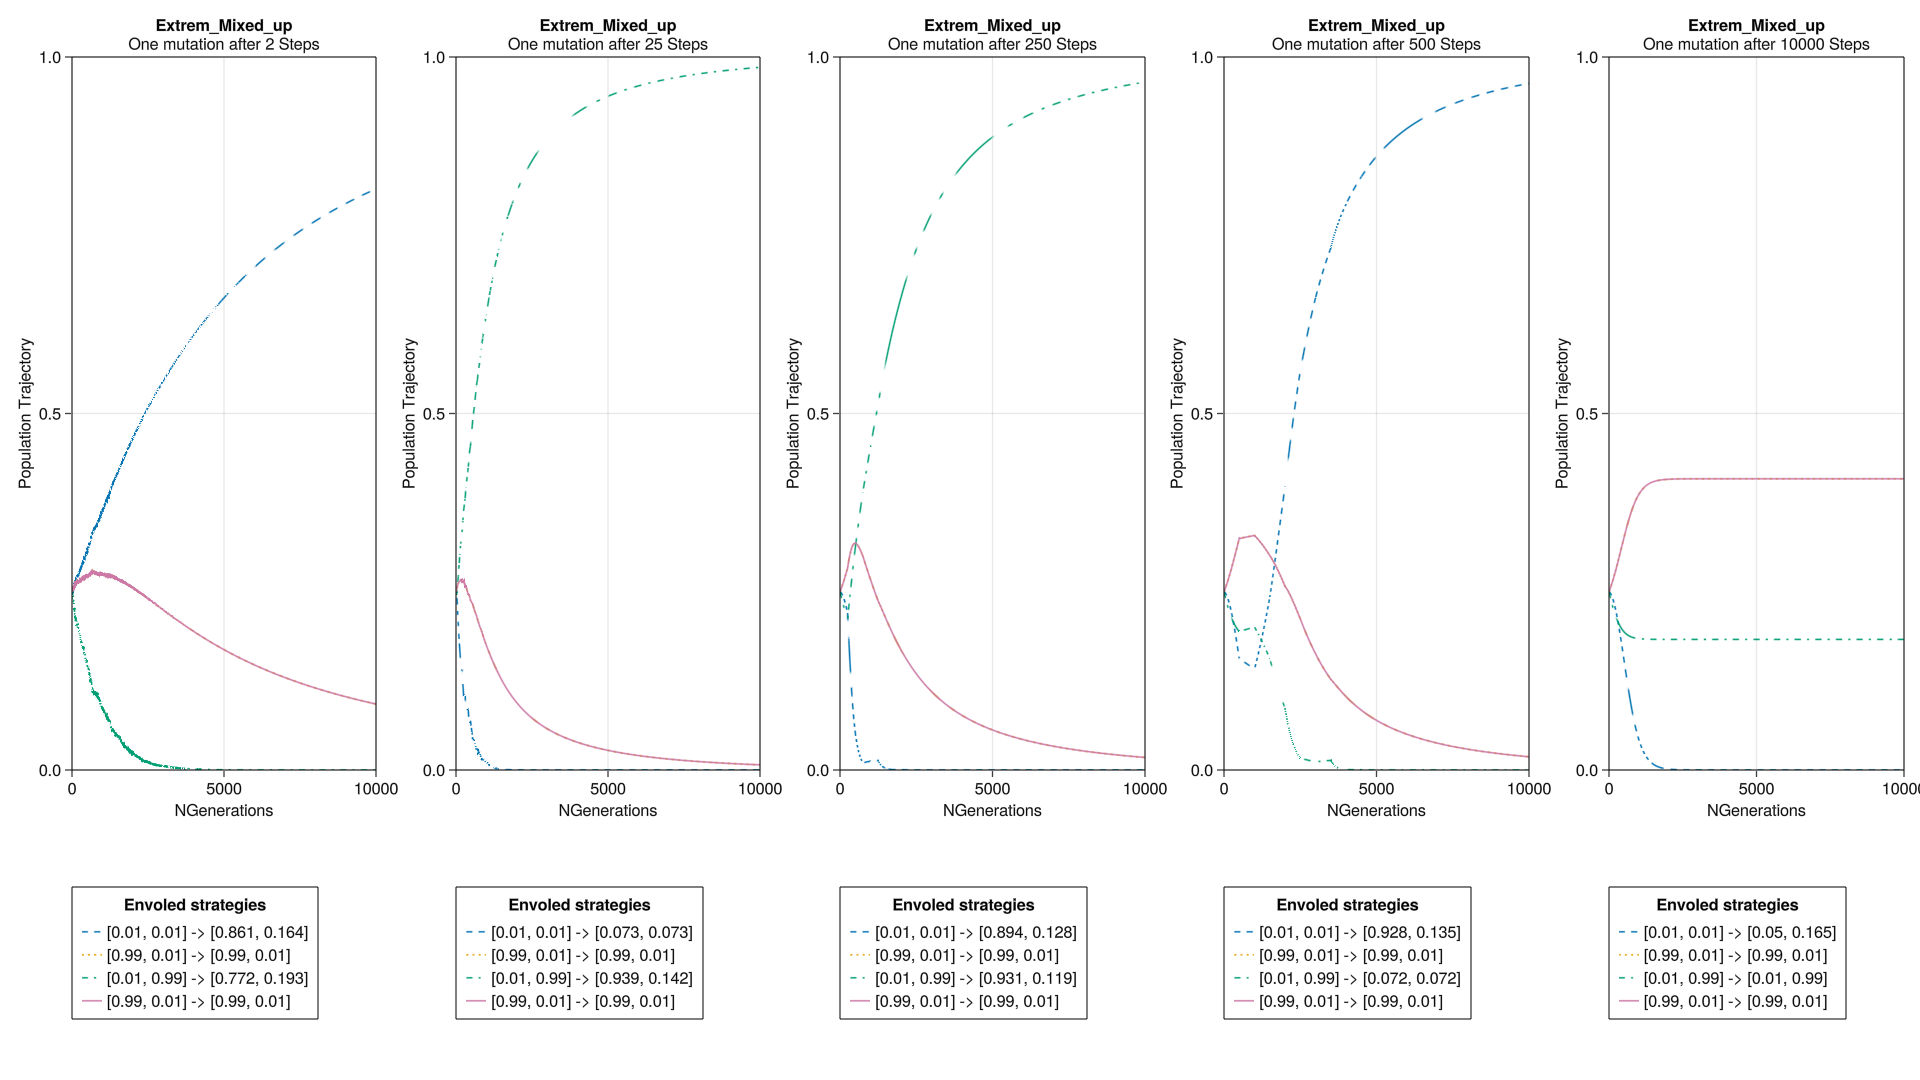 Extrem_Mixed_up
One mutation after 2 Steps
1.0
0.5
0.0
Population Trajectory
0
5000
10000
NGenerations
Envoled strategies
[0.01, 0.01] -> [0.861, 0.164]
[0.99, 0.01] -> [0.99, 0.01]
[0.01, 0.99] -> [0.772, 0.193]
[0.99, 0.01] -> [0.99, 0.01]
Extrem_Mixed_up
One mutation after 25 Steps
1.0
0.5
0.0
Population Trajectory
0
5000
10000
NGenerations
Envoled strategies
[0.01, 0.01] -> [0.073, 0.073]
[0.99, 0.01] -> [0.99, 0.01]
[0.01, 0.99] -> [0.939, 0.142]
[0.99, 0.01] -> [0.99, 0.01]
Extrem_Mixed_up
One mutation after 250 Steps
1.0
0.5
0.0
Population Trajectory
0
5000
10000
NGenerations
Envoled strategies
[0.01, 0.01] -> [0.894, 0.128]
[0.99, 0.01] -> [0.99, 0.01]
[0.01, 0.99] -> [0.931, 0.119]
[0.99, 0.01] -> [0.99, 0.01]
Extrem_Mixed_up
One mutation after 500 Steps
1.0
0.5
0.0
Population Trajectory
0
5000
10000
NGenerations
Envoled strategies
[0.01, 0.01] -> [0.928, 0.135]
[0.99, 0.01] -> [0.99, 0.01]
[0.01, 0.99] -> [0.072, 0.072]
[0.99, 0.01] -> [0.99, 0.01]
Extrem_Mixed_up
One mutation after 10000 Steps
1.0
0.5
0.0
Population Trajectory
0
5000
10000
NGenerations
Envoled strategies
[0.01, 0.01] -> [0.05, 0.165]
[0.99, 0.01] -> [0.99, 0.01]
[0.01, 0.99] -> [0.01, 0.99]
[0.99, 0.01] -> [0.99, 0.01]